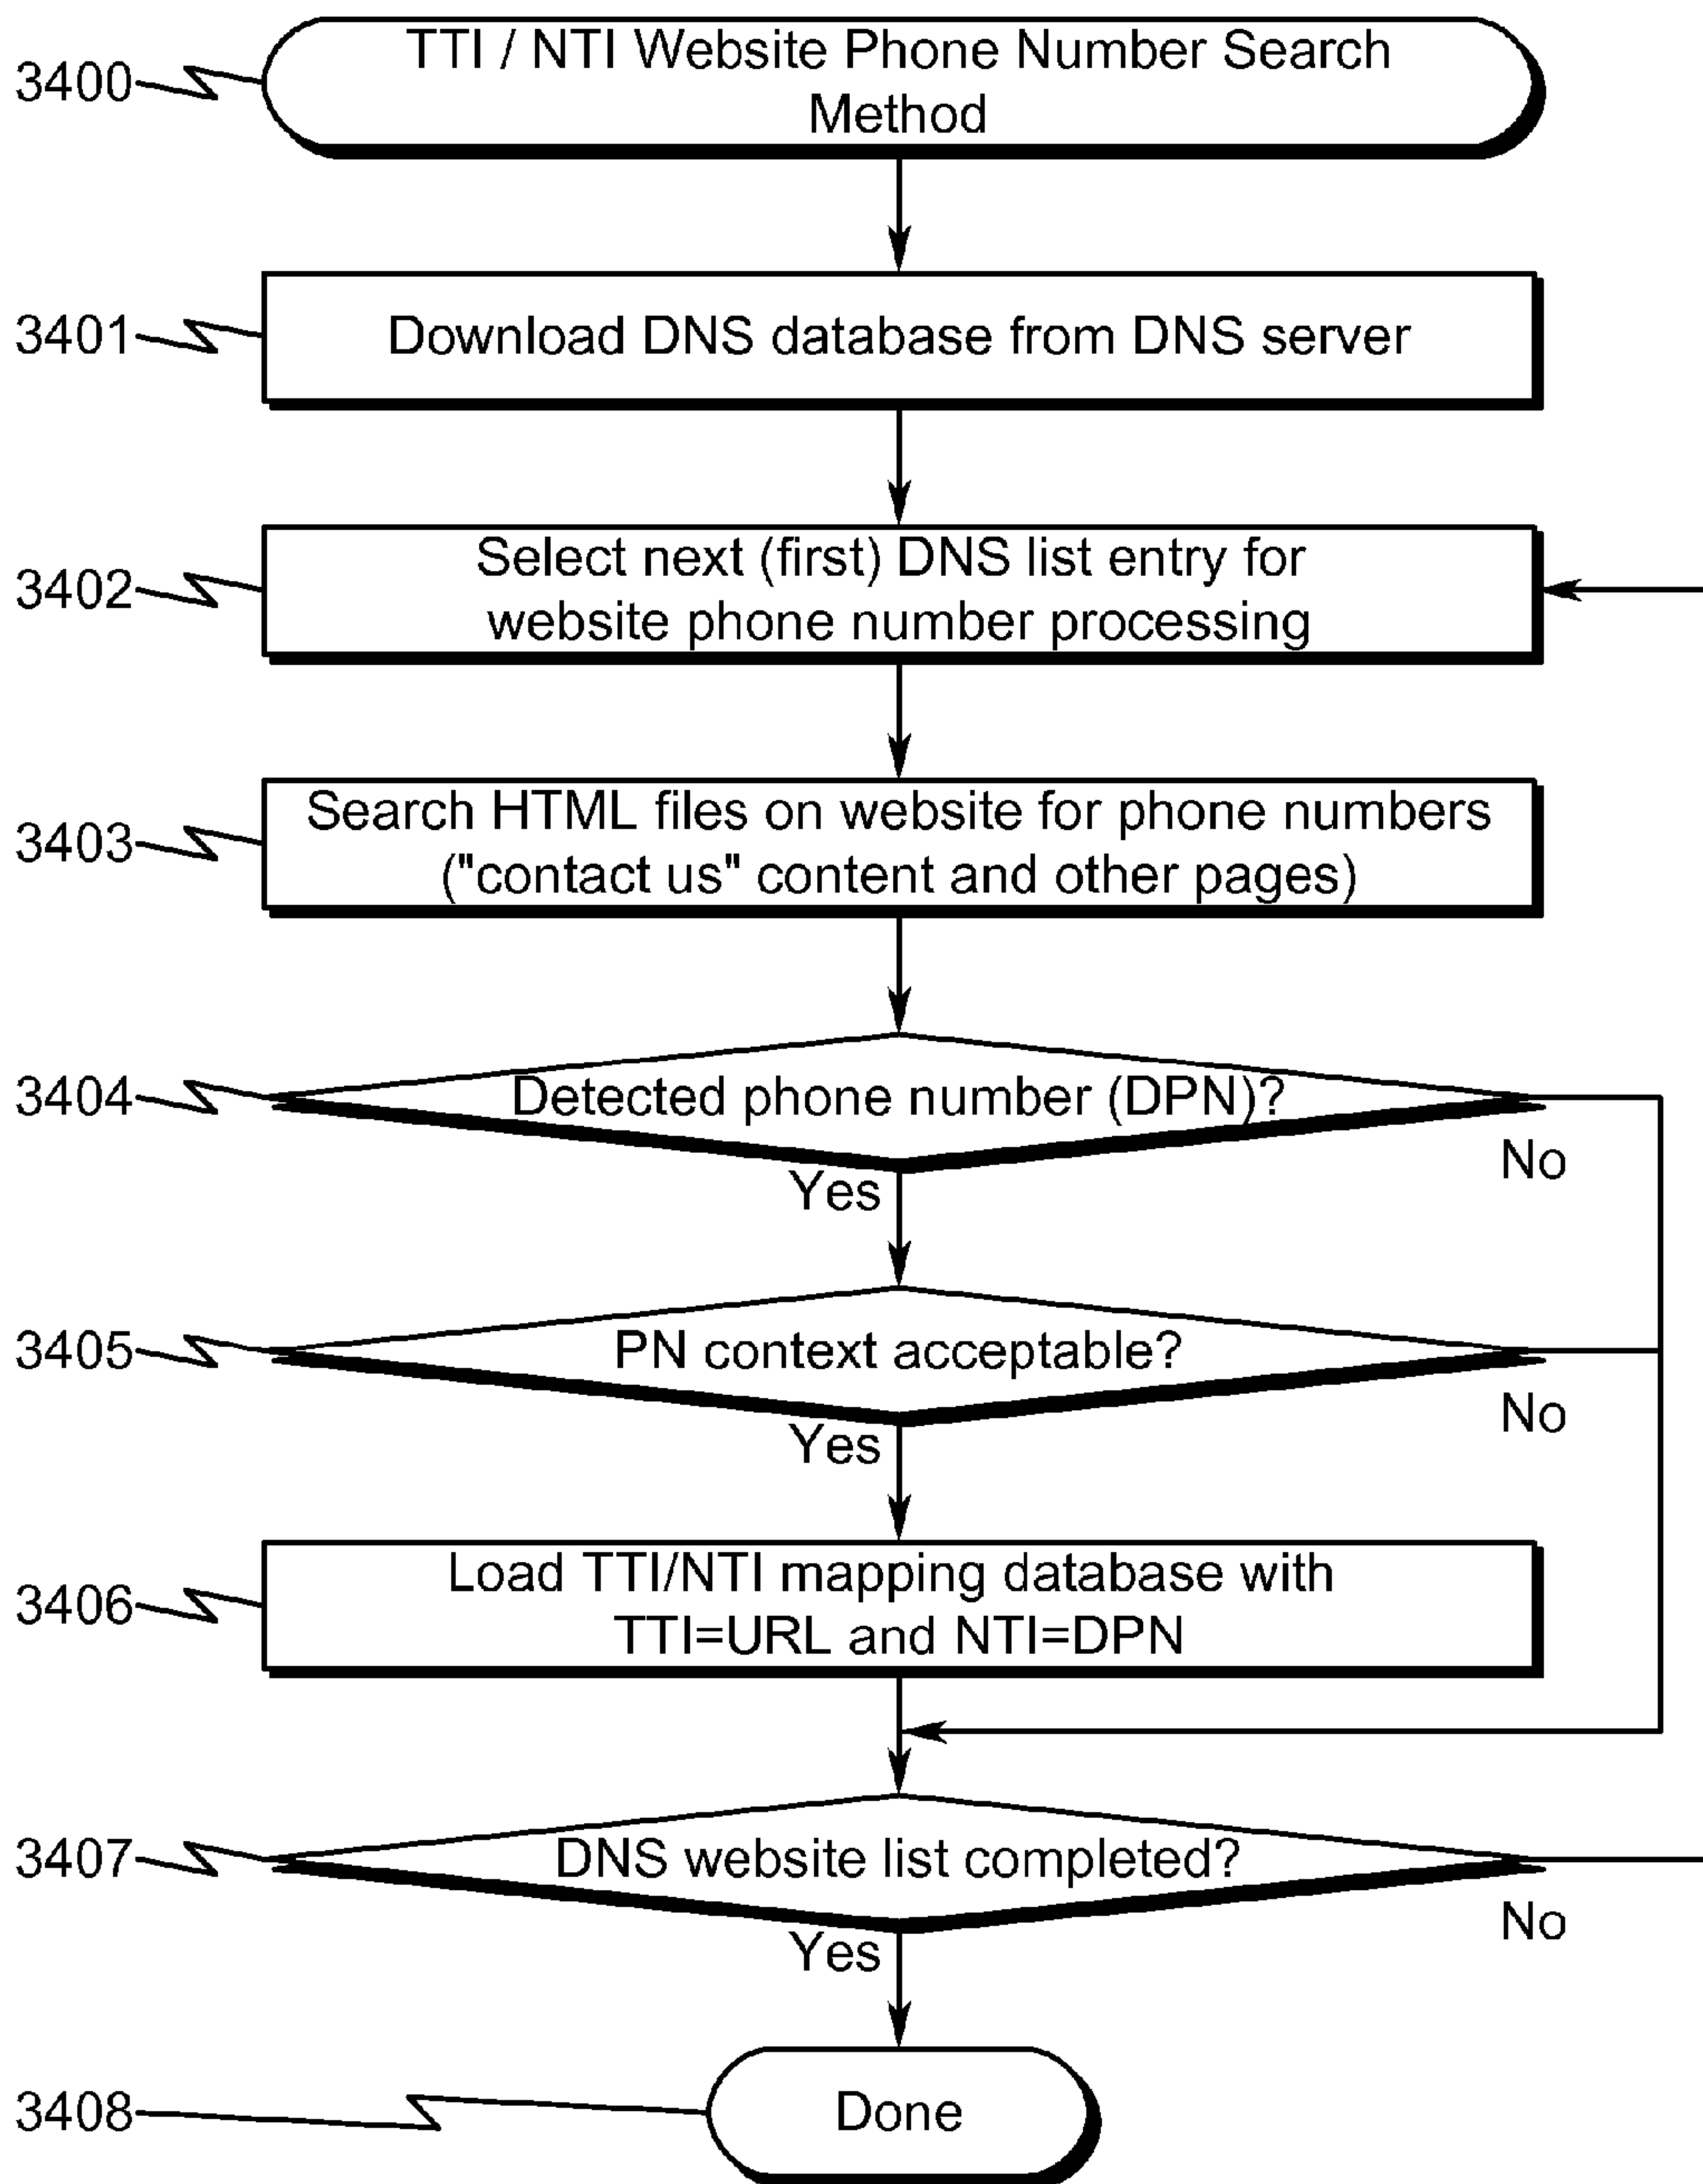 3400
TTI / NTI Website Phone Number Search
Method
3401
Download DNS database from DNS server
3402
Select next (first) DNS list entry for
website phone number processing
3403
Search HTML files on website for phone numbers
("contact us" content and other pages)
3404
Detected phone number (DPN)?
No
Yes
3405
PN context acceptable?
No
Yes
3406
Load TTI/NTI mapping database with
TTI=URL and NTI=DPN
3407
DNS website list completed?
No
Yes
3408
Done